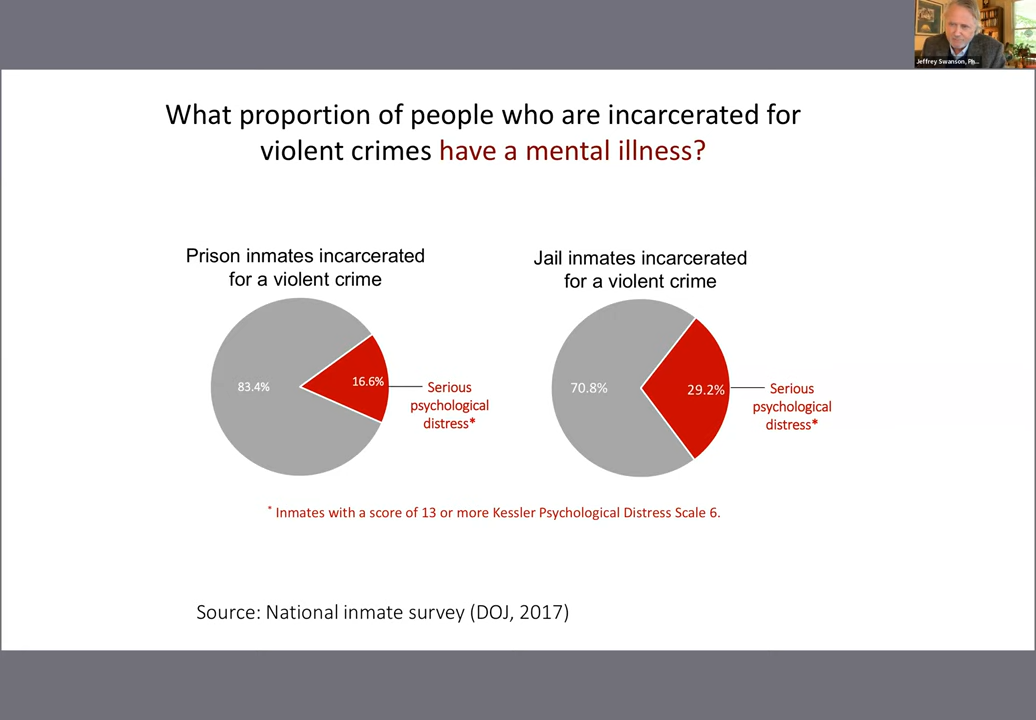 Jeffrey Swanson, Ph...
What proportion of people who are incarcerated for
violent crimes have a mental illness?
Prison inmates incarcerated
for a violent crime
Jail inmates incarcerated
for a violent crime
83.4%
16.6%
Serious
psychological
distress*
70.8%
29.2%
Serious
psychological
distress*
* Inmates with a score of 13 or more Kessler Psychological Distress Scale 6.
Source: National inmate survey (DOJ, 2017)